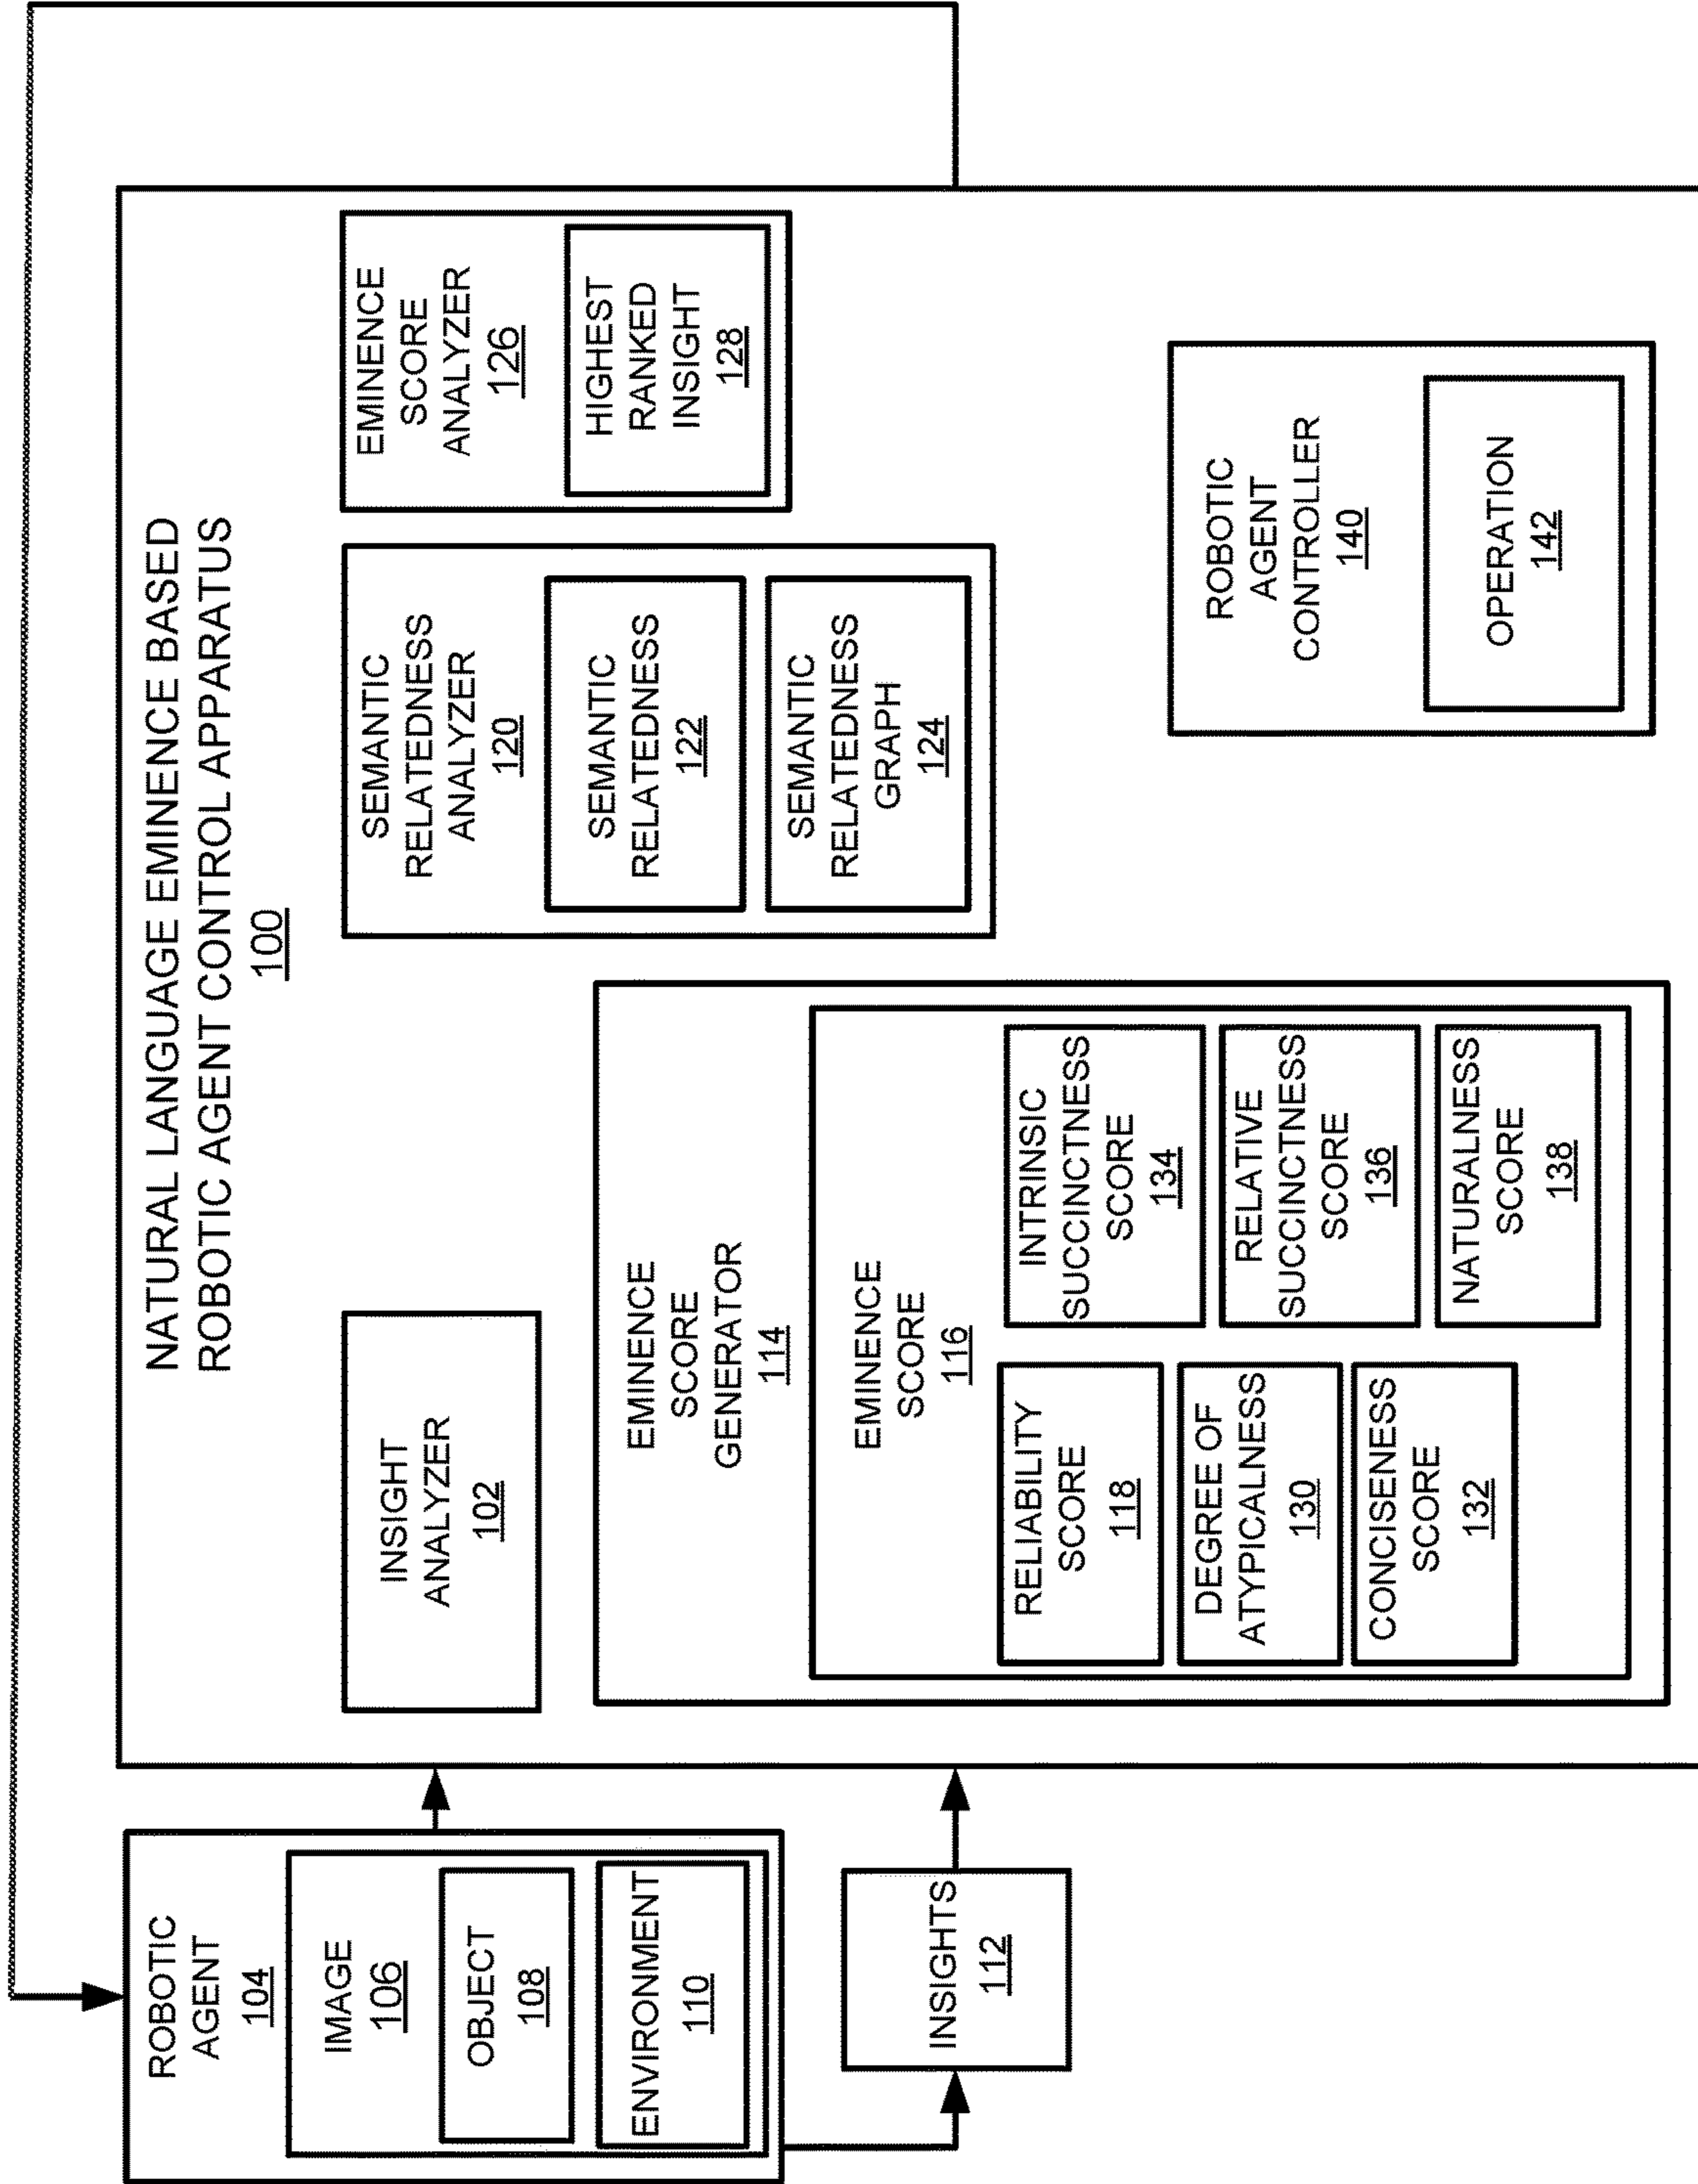 NATURAL LANGUAGE EMINENCE BASED
ROBOTIC AGENT CONTROL APPARATUS
100
ROBOTIC
AGENT
104
IMAGE
106
OBJECT
108
ENVIRONMENT
110
INSIGHTS
112
INSIGHT
ANALYZER
102
SEMANTIC
RELATEDNESS
ANALYZER
120
SEMANTIC
RELATEDNESS
122
SEMANTIC
RELATEDNESS
GRAPH
124
EMINENCE
SCORE
ANALYZER
126
HIGHEST
RANKED
INSIGHT
128
EMINENCE
SCORE
GENERATOR
114
EMINENCE
SCORE
116
RELIABILITY
SCORE
118
DEGREE OF
ATYPICALNESS
130
CONCISENESS
SCORE
132
INTRINSIC
SUCCINCTNESS
SCORE
134
RELATIVE
SUCCINCTNESS
SCORE
136
NATURALNESS
SCORE
138
ROBOTIC
AGENT
CONTROLLER
140
OPERATION
142